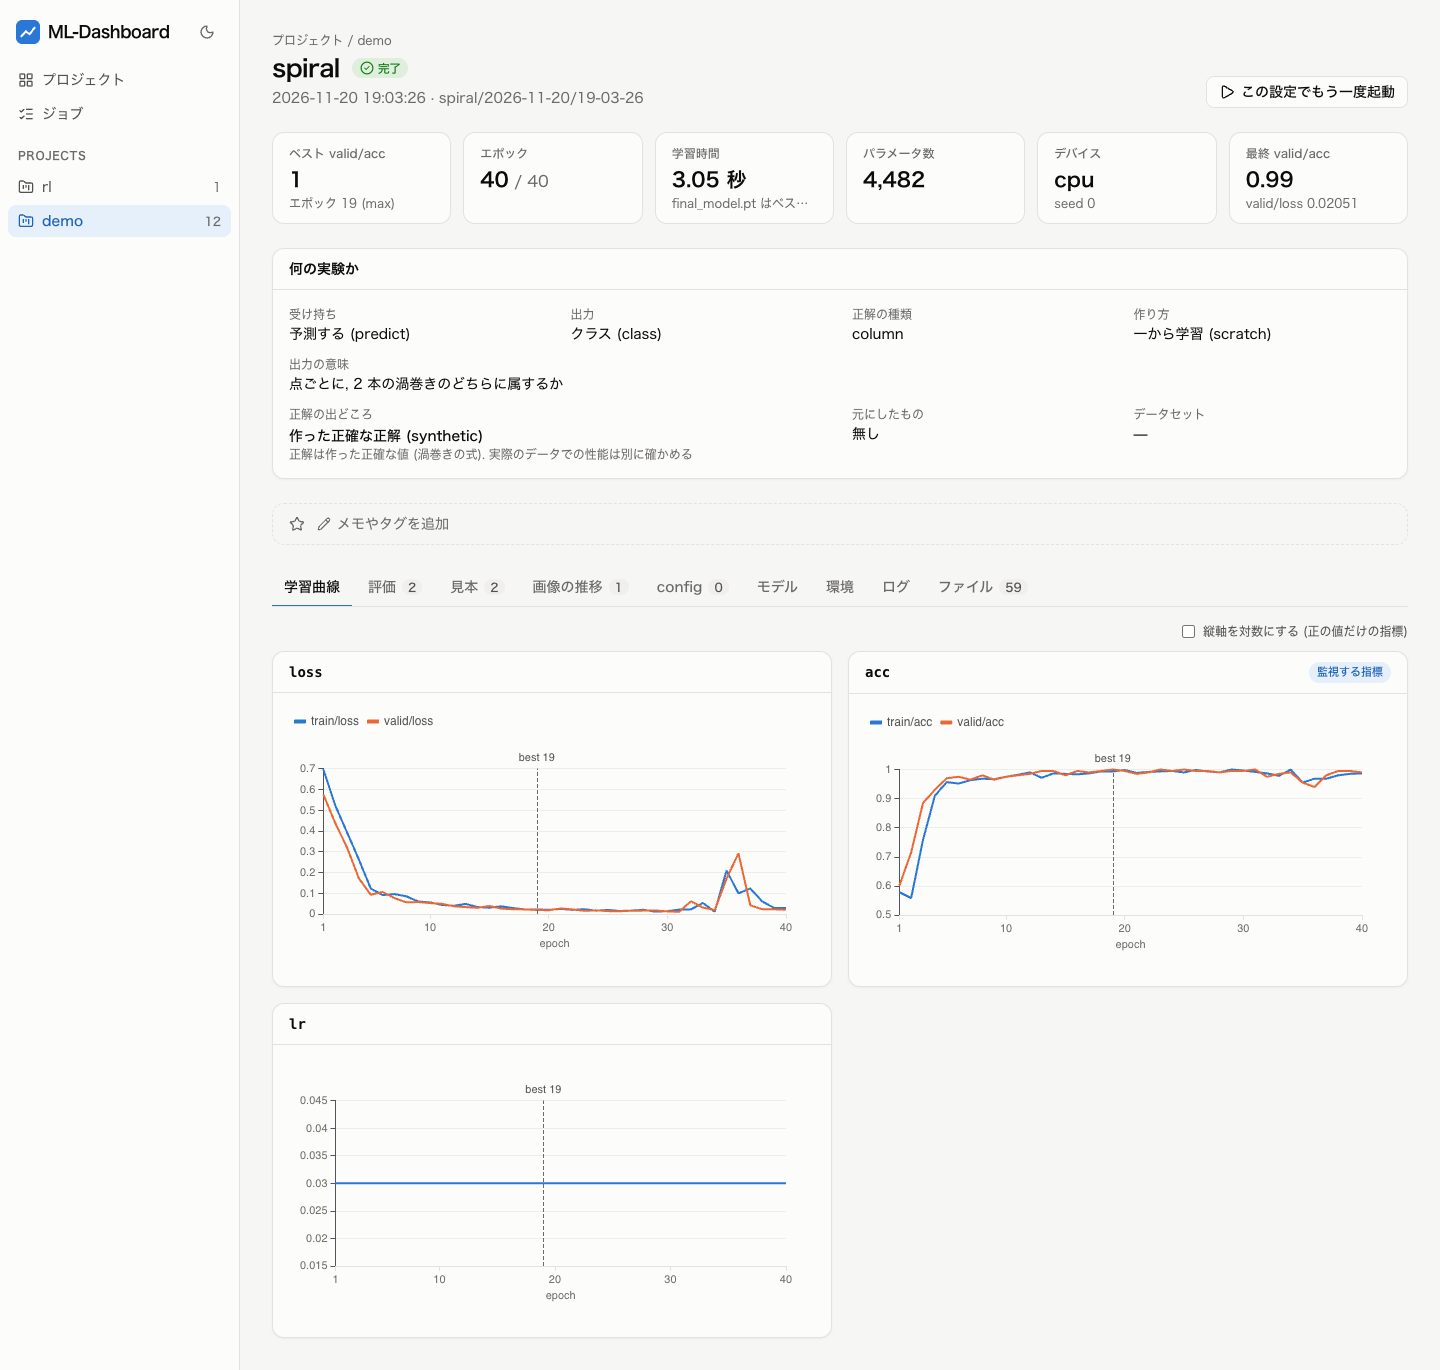 ML-Dashboard
プロジェクト
ジョブ
PROJECTS
rl 1
demo 12
プロジェクト / demo
spiral 完了
2026-11-20 19:03:26 · spiral/2026-11-20/19-03-26
この設定でもう一度起動
ベスト valid/acc
1
エポック 19 (max)
エポック
40 / 40
学習時間
3.05 秒
final_model.pt はベス…
パラメータ数
4,482
デバイス
cpu
seed 0
最終 valid/acc
0.99
valid/loss 0.02051
何の実験か
受け持ち
予測する (predict)
出力
クラス (class)
正解の種類
column
作り方
一から学習 (scratch)
出力の意味
点ごとに, 2 本の渦巻きのどちらに属するか
正解の出どころ
作った正確な正解 (synthetic)
正解は作った正確な値 (渦巻きの式). 実際のデータでの性能は別に確かめる
元にしたもの
無し
データセット
—
メモやタグを追加
学習曲線 評価 2 見本 2 画像の推移 1 config 0 モデル 環境 ログ ファイル 59
縦軸を対数にする (正の値だけの指標)
loss
train/loss valid/loss
best 19
0.7
0.6
0.5
0.4
0.3
0.2
0.1
0
1 10 20 30 40
epoch
acc 監視する指標
train/acc valid/acc
best 19
1
0.9
0.8
0.7
0.6
0.5
1 10 20 30 40
epoch
lr
best 19
0.045
0.04
0.035
0.03
0.025
0.02
0.015
1 10 20 30 40
epoch